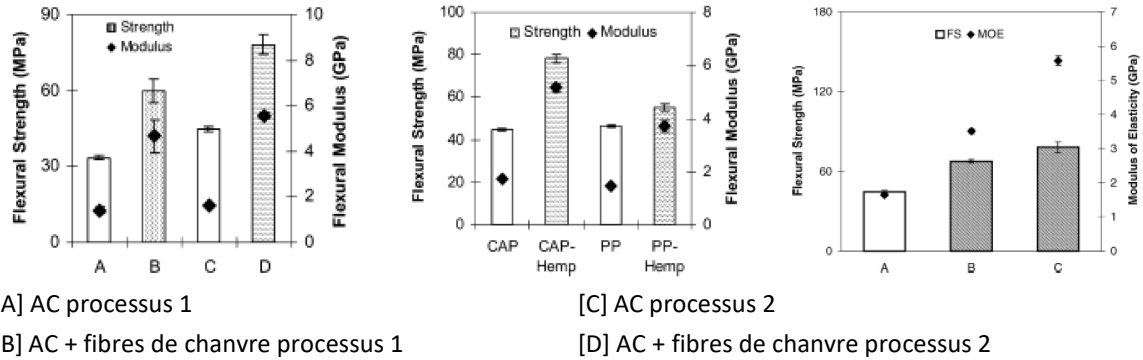 90
60
30
0
Flexural Strength (MPa)
Strength
Modulus
10
8
6
4
2
0
Flexural Modulus (GPa)
A B C D
100
80
60
40
20
0
Flexural Strength (MPa)
Strength Modulus
8
6
4
2
0
Flexural Modulus (GPa)
CAP CAP- PP PP-
Hemp Hemp
180
120
60
0
Flexural Strength (MPa)
FS MOE
7
6
5
4
3
2
1
0
Modulus of Elasticity (GPa)
A B C
A] AC processus 1 [C] AC processus 2
B] AC + fibres de chanvre processus 1 [D] AC + fibres de chanvre processus 2